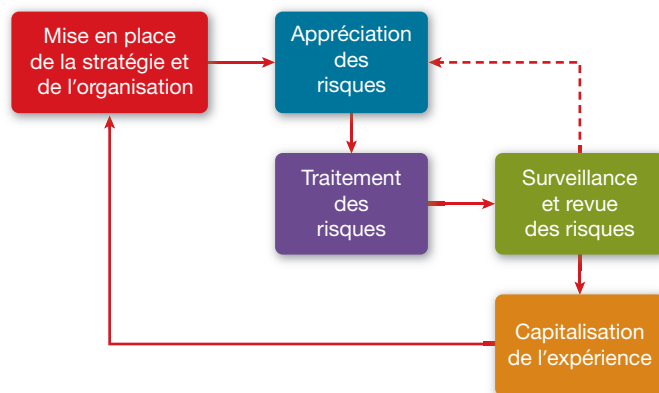 Mise en place
de la stratégie et
de l'organisation
Appréciation
des
risques
Traitement
des
risques
Surveillance
et revue
des risques
Capitalisation
de l'expérience